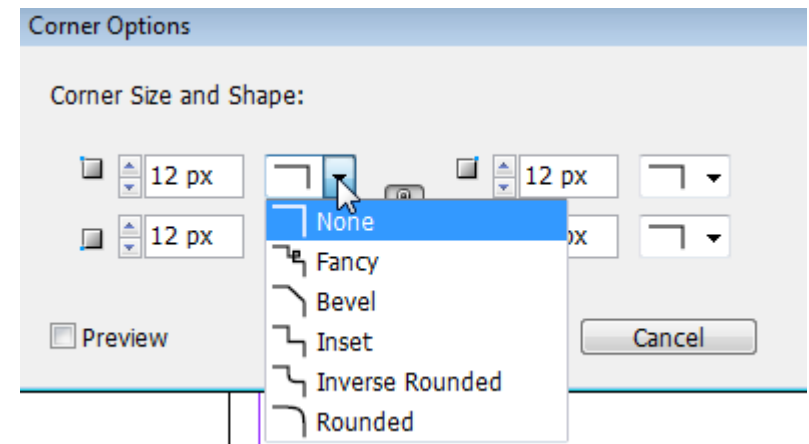 Corner Options
Corner Size and Shape:
12 px 12 px
12 px px
None
Fancy
Bevel
Inset
Inverse Rounded
Rounded
Preview Cancel